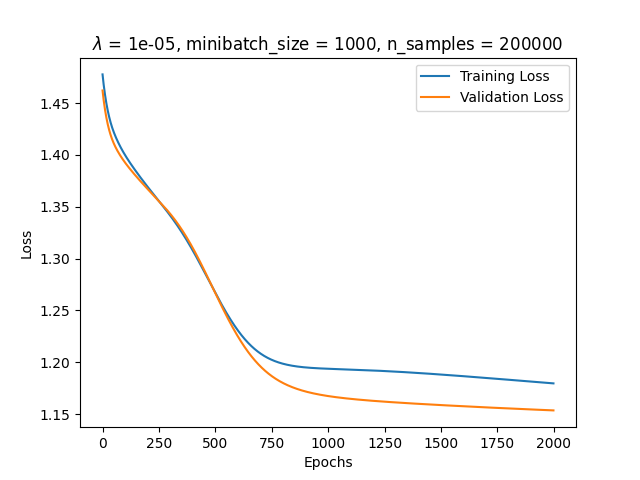 λ = 1e-05, minibatch_size = 1000, n_samples = 200000
Training Loss
Validation Loss
Loss
1.45
1.40
1.35
1.30
1.25
1.20
1.15
0 250 500 750 1000 1250 1500 1750 2000
Epochs